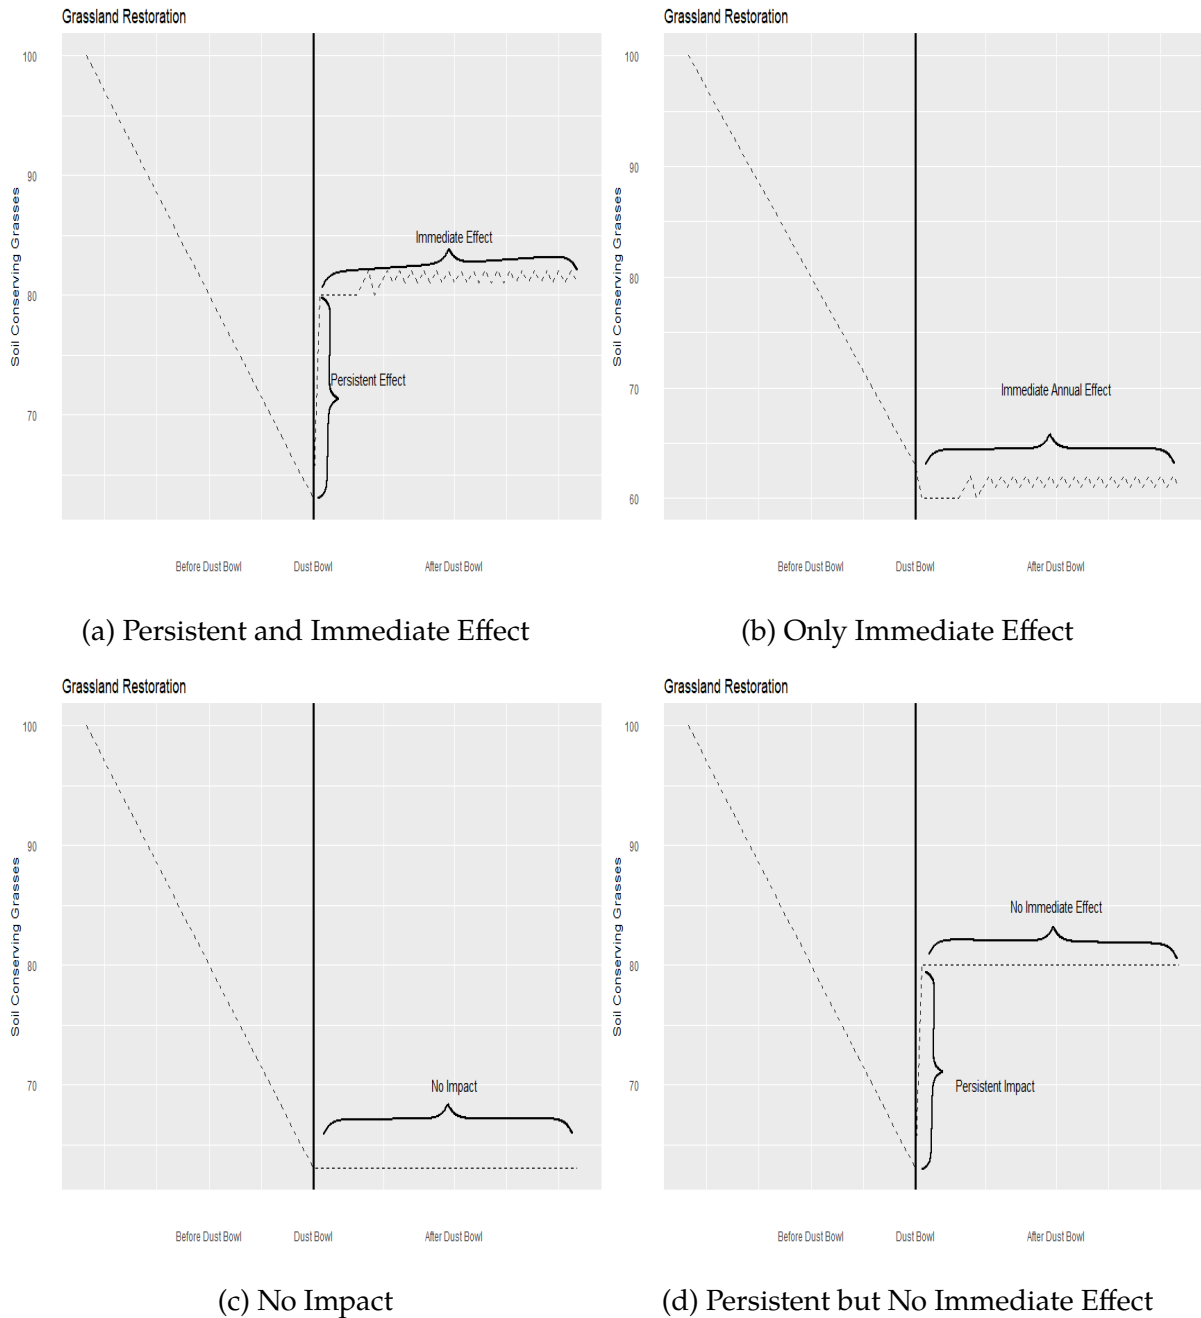 Grassland Restoration
100
90
80
70
Soil Conserving Grasses
Immediate Effect
Persistent Effect
Before Dust Bowl
Dust Bowl
After Dust Bowl
(a) Persistent and Immediate Effect
Grassland Restoration
100
90
80
70
60
Soil Conserving Grasses
Immediate Annual Effect
Before Dust Bowl
Dust Bowl
After Dust Bowl
(b) Only Immediate Effect
Grassland Restoration
100
90
80
70
Soil Conserving Grasses
No Impact
Before Dust Bowl
Dust Bowl
After Dust Bowl
(c) No Impact
Grassland Restoration
100
90
80
70
Soil Conserving Grasses
No Immediate Effect
Persistent Impact
Before Dust Bowl
Dust Bowl
After Dust Bowl
(d) Persistent but No Immediate Effect